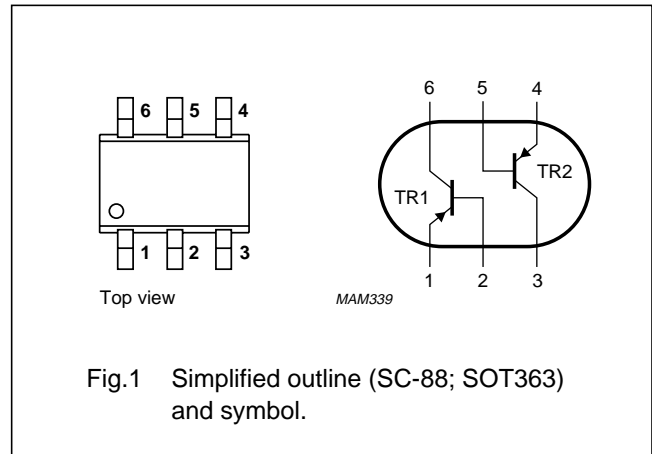 6 5 4
1 2 3
Top view
6 5 4
TR1
TR2
1 2 3
MAM339
Fig.1 Simplified outline (SC-88; SOT363)
and symbol.